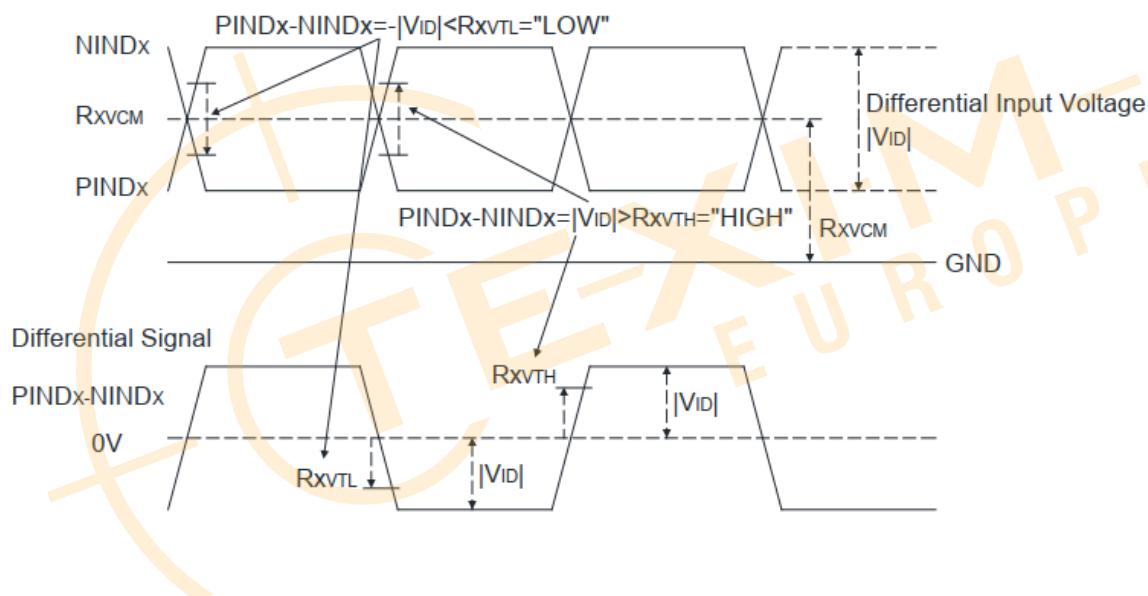 PINDx-NINDx=-|VID|<RxVTL="LOW"
NINDx
RxVCM
Differential Input Voltage
|VID|
PINDx
PINDx-NINDx=|VID|>RxVTH="HIGH"
RxVCM
GND
Differential Signal
RxVTH
PINDx-NINDx
|VID|
0V
RxVTL
|VID|
TEXIM
EUROP